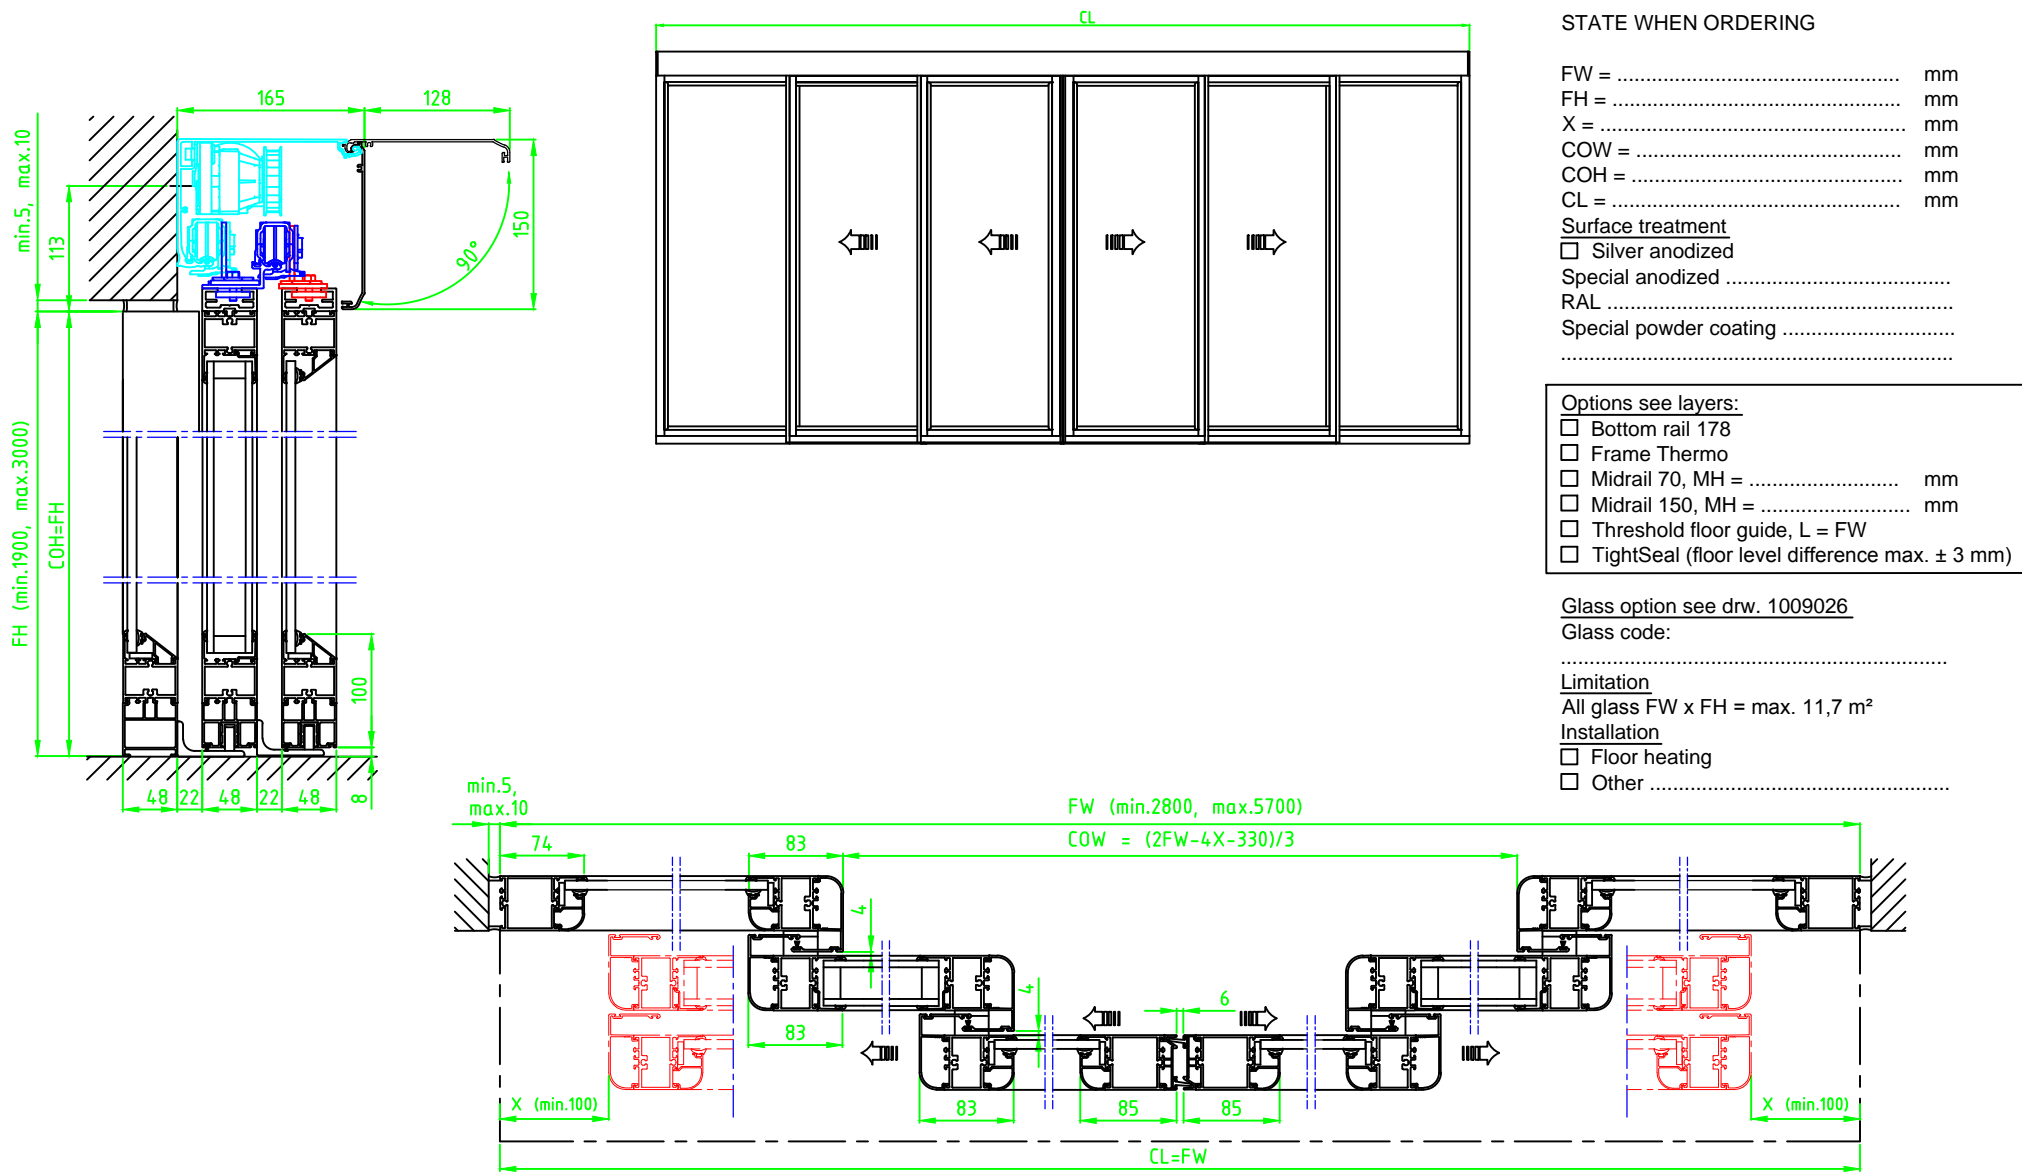 CL
165
128
min.5, max.10
113
150
90°
FH (min.1900, max.3000)
COH=FH
100
48
22
48
22
48
8
STATE WHEN ORDERING
FW = ............................................ mm
FH = ............................................. mm
X = ................................................ mm
COW = ......................................... mm
COH = .......................................... mm
CL = ............................................. mm
Surface treatment
☐ Silver anodized
Special anodized ...................................
RAL ......................................................
Special powder coating ...........................
.............................................................
Options see layers:
☐ Bottom rail 178
☐ Frame Thermo
☐ Midrail 70, MH = .......................... mm
☐ Midrail 150, MH = .......................... mm
☐ Threshold floor guide, L = FW
☐ TightSeal (floor level difference max. ± 3 mm)
Glass option see drw. 1009026
Glass code:
............................................................
Limitation
All glass FW x FH = max. 11,7 m²
Installation
☐ Floor heating
☐ Other ...............................................
min.5,
max.10
FW (min.2800, max.5700)
COW = (2FW-4X-330)/3
74
83
4
4
6
83
X (min.100)
83
85
85
X (min.100)
CL=FW